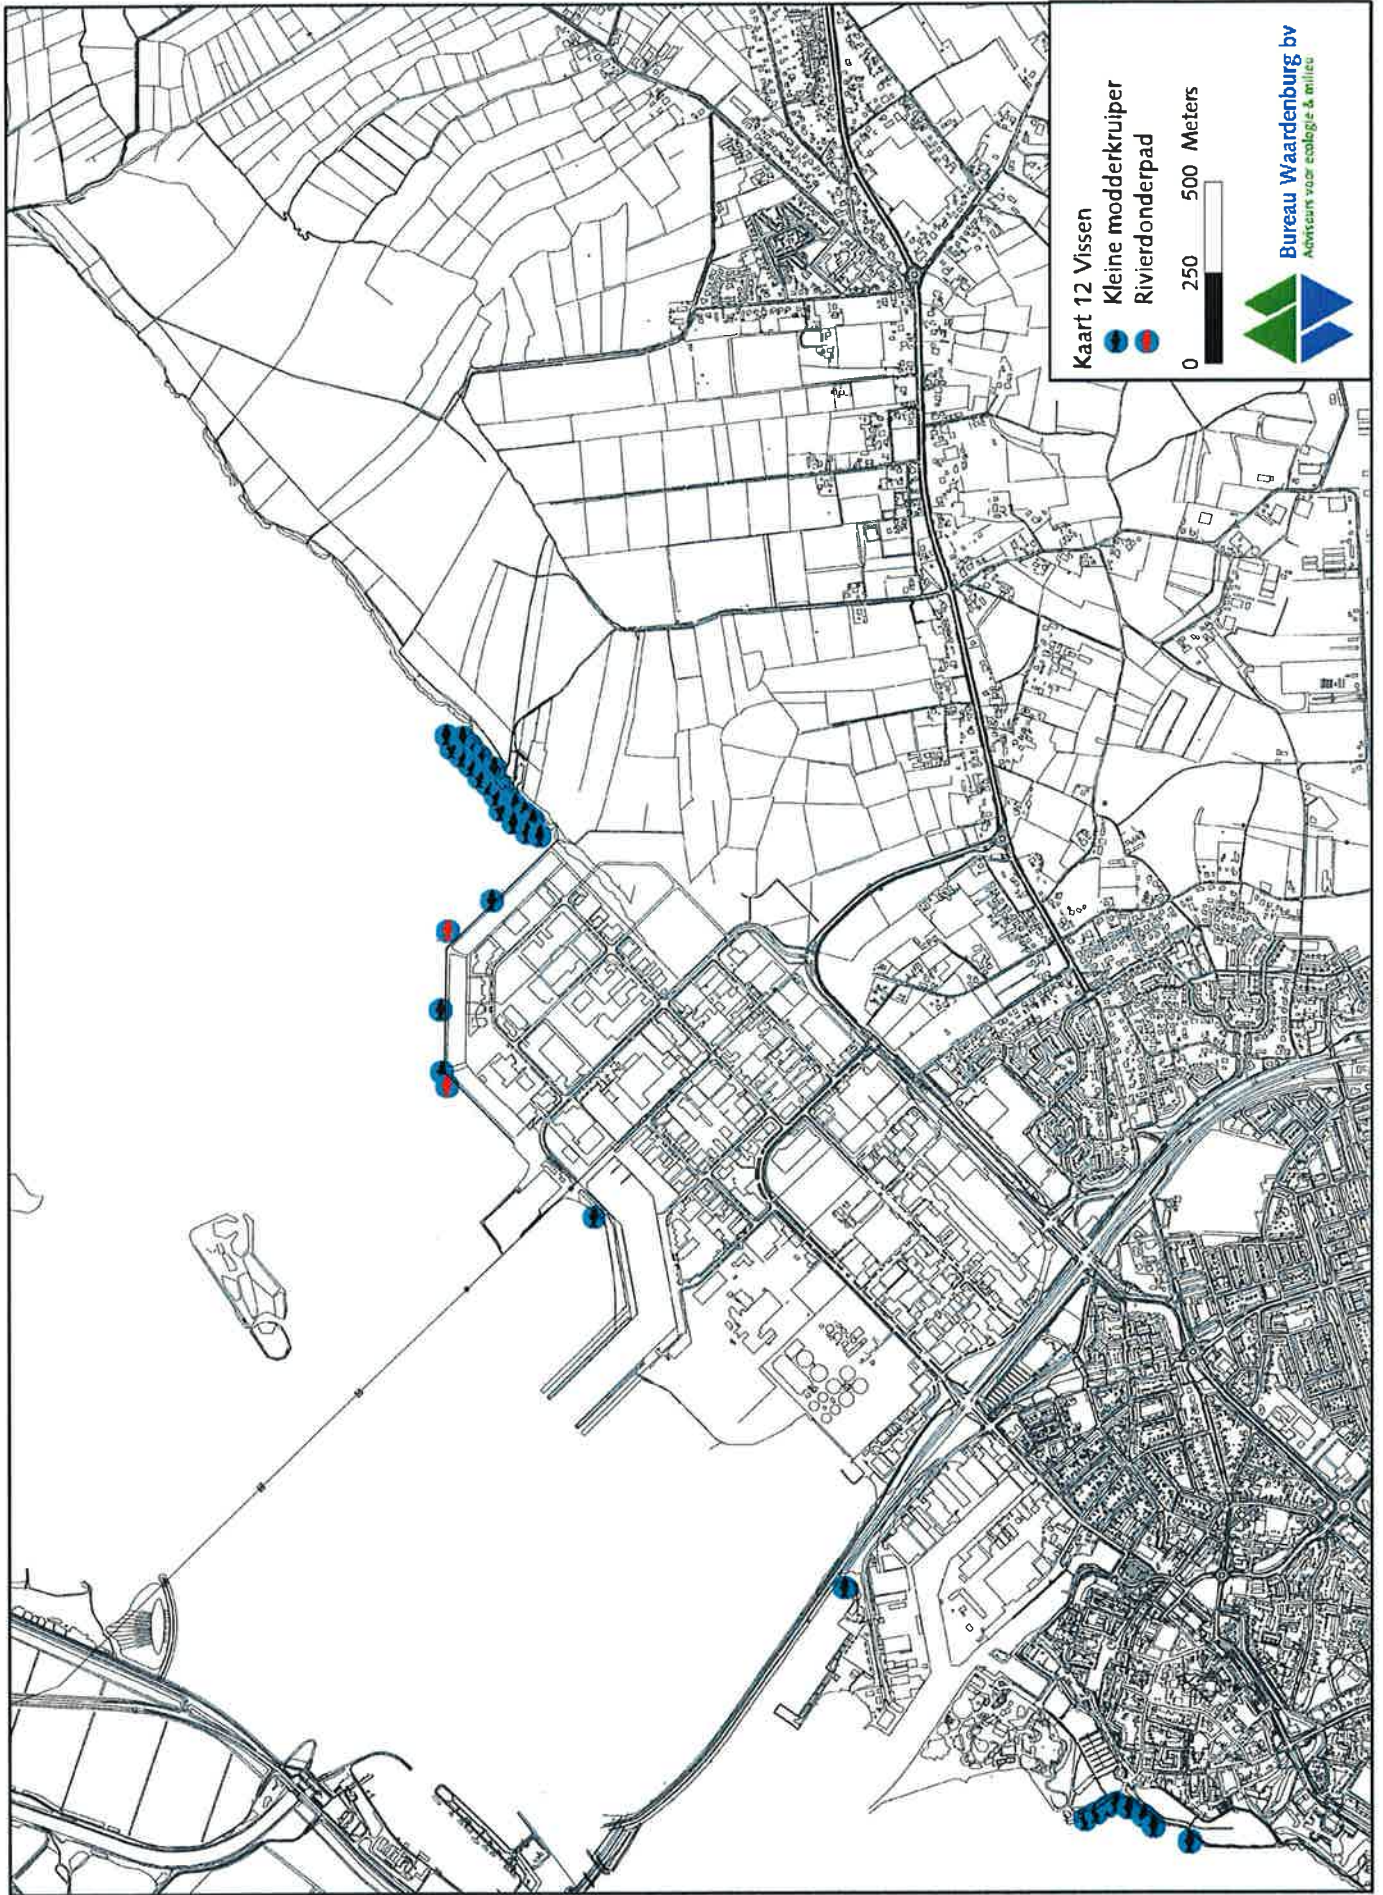 Kaart 12 Vissen
Kleine modderkruiper
Rivierdonderpad
0 250 500 Meters
Bureau Waardenburg bv
Adviseurs voor ecologie & milieu